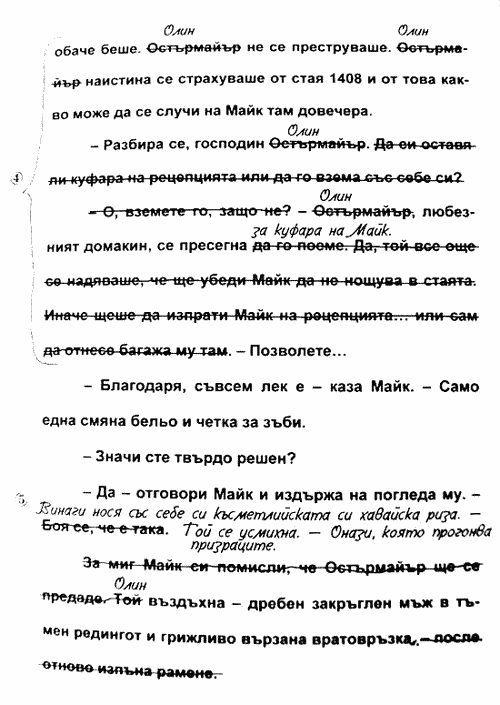 Олин Олин
обаче беше. Остърмайър не се преструваше. Остърма-
йър наистина се страхуваше от стая 1408 и от това как-
во може да се случи на Майк там довечера.
Олин
– Разбира се, господин Остърмайър. Да си оставя
4
ли куфара на рецепцията или да го взема със себе си?
Олин
– О, вземете го, защо не? – Остърмайър, любез-
за куфара на Майк.
ният домакин, се пресегна да го поеме. Да, той все още
се надяваше, че ще убеди Майк да не нощува в стаята.
Иначе щеше да изпрати Майк на рецепцията... или сам
да отнесе багажа му там. – Позволете...
– Благодаря, съвсем лек е – каза Майк. – Само
една смяна бельо и четка за зъби.
– Значи сте твърдо решен?
5. – Да – отговори Майк и издържа на погледа му. –
Винаги нося със себе си късметлийската си хавайска риза. –
Боя се, че е така. Той се усмихна. – Онази, която прогонва
призраците.
За миг Майк си помисли, че Остърмайър ще се
Олин
предаде. Той въздъхна – дребен закръглен мъж в тъ-
мен редингот и грижливо вързана вратовръзка, – после
отново изпъна рамене.